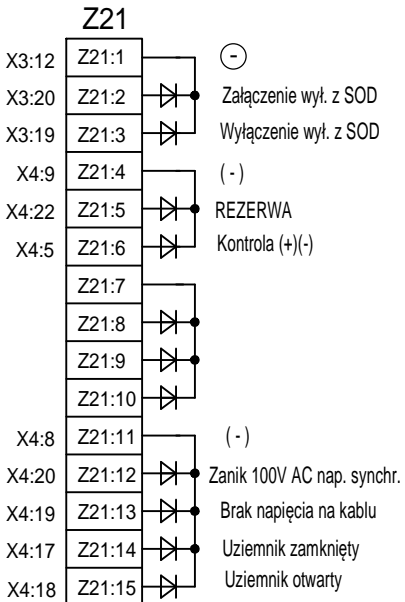 Z21
X3:12 Z21:1 -
X3:20 Z21:2 Załączenie wył. z SOD
X3:19 Z21:3 Wyłączenie wył. z SOD
X4:9 Z21:4 ( - )
X4:22 Z21:5 REZERWA
X4:5 Z21:6 Kontrola (+)(-)
Z21:7
Z21:8
Z21:9
Z21:10
X4:8 Z21:11 ( - )
X4:20 Z21:12 Zanik 100V AC nap. synchr.
X4:19 Z21:13 Brak napięcia na kablu
X4:17 Z21:14 Uziemnik zamknięty
X4:18 Z21:15 Uziemnik otwarty